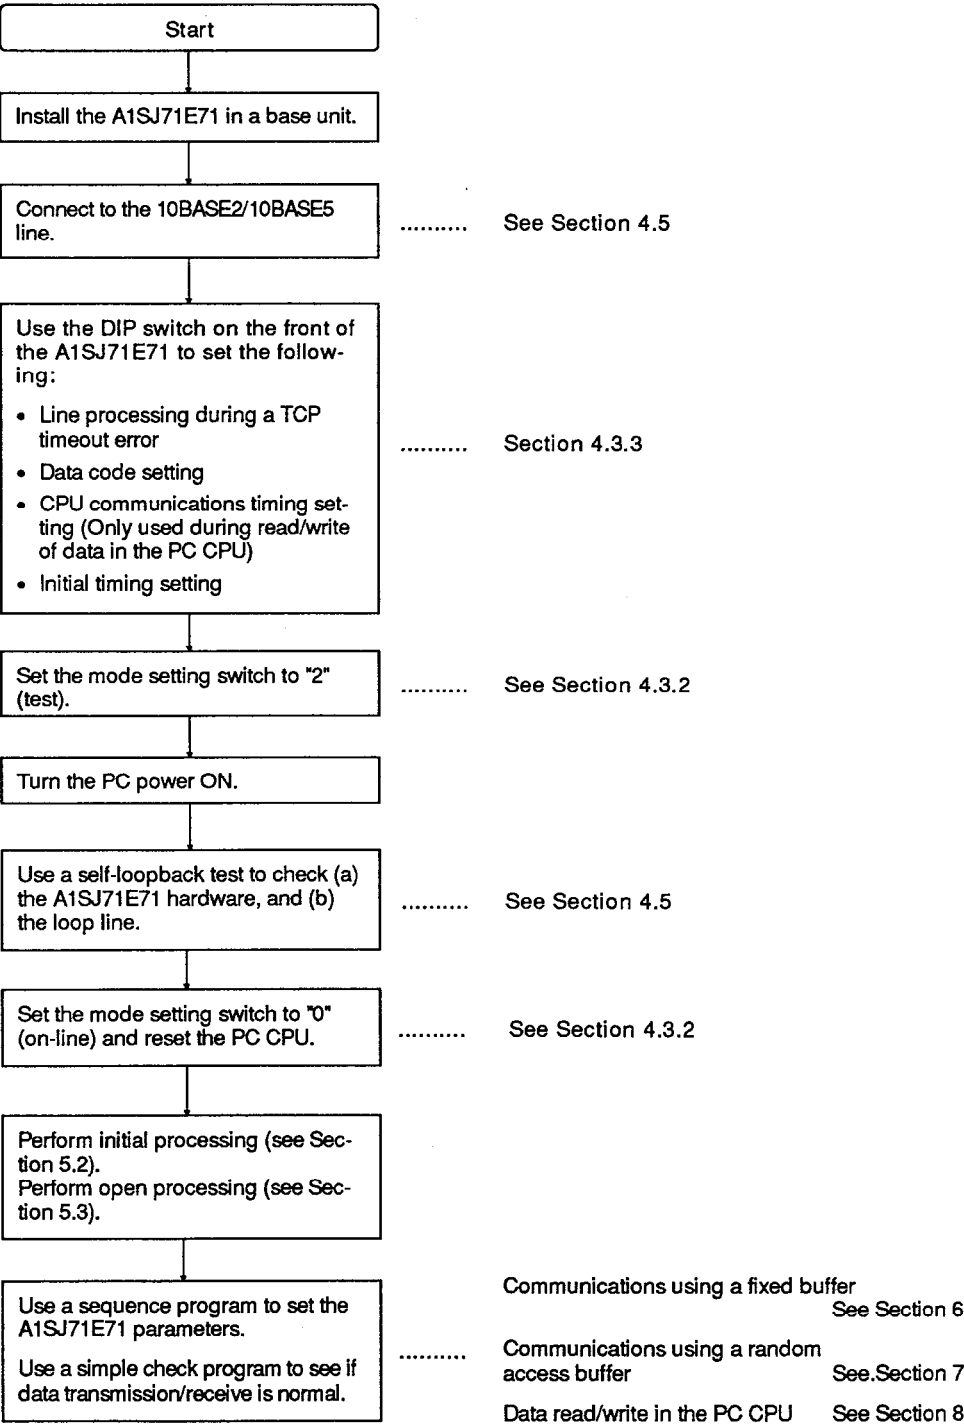 Start
Install the A1SJ71E71 in a base unit.
Connect to the 10BASE2/10BASE5
line.
.......... See Section 4.5
Use the DIP switch on the front of
the A1SJ71E71 to set the follow-
ing:
• Line processing during a TCP
timeout error
• Data code setting
• CPU communications timing set-
ting (Only used during read/write
of data in the PC CPU)
• Initial timing setting
.......... Section 4.3.3
Set the mode setting switch to "2"
(test).
.......... See Section 4.3.2
Turn the PC power ON.
Use a self-loopback test to check (a)
the A1SJ71E71 hardware, and (b)
the loop line.
.......... See Section 4.5
Set the mode setting switch to "0"
(on-line) and reset the PC CPU.
.......... See Section 4.3.2
Perform initial processing (see Sec-
tion 5.2).
Perform open processing (see Sec-
tion 5.3).
Use a sequence program to set the
A1SJ71E71 parameters.
Use a simple check program to see if
data transmission/receive is normal.
..........
Communications using a fixed buffer
See Section 6
Communications using a random
access buffer See.Section 7
Data read/write in the PC CPU See Section 8